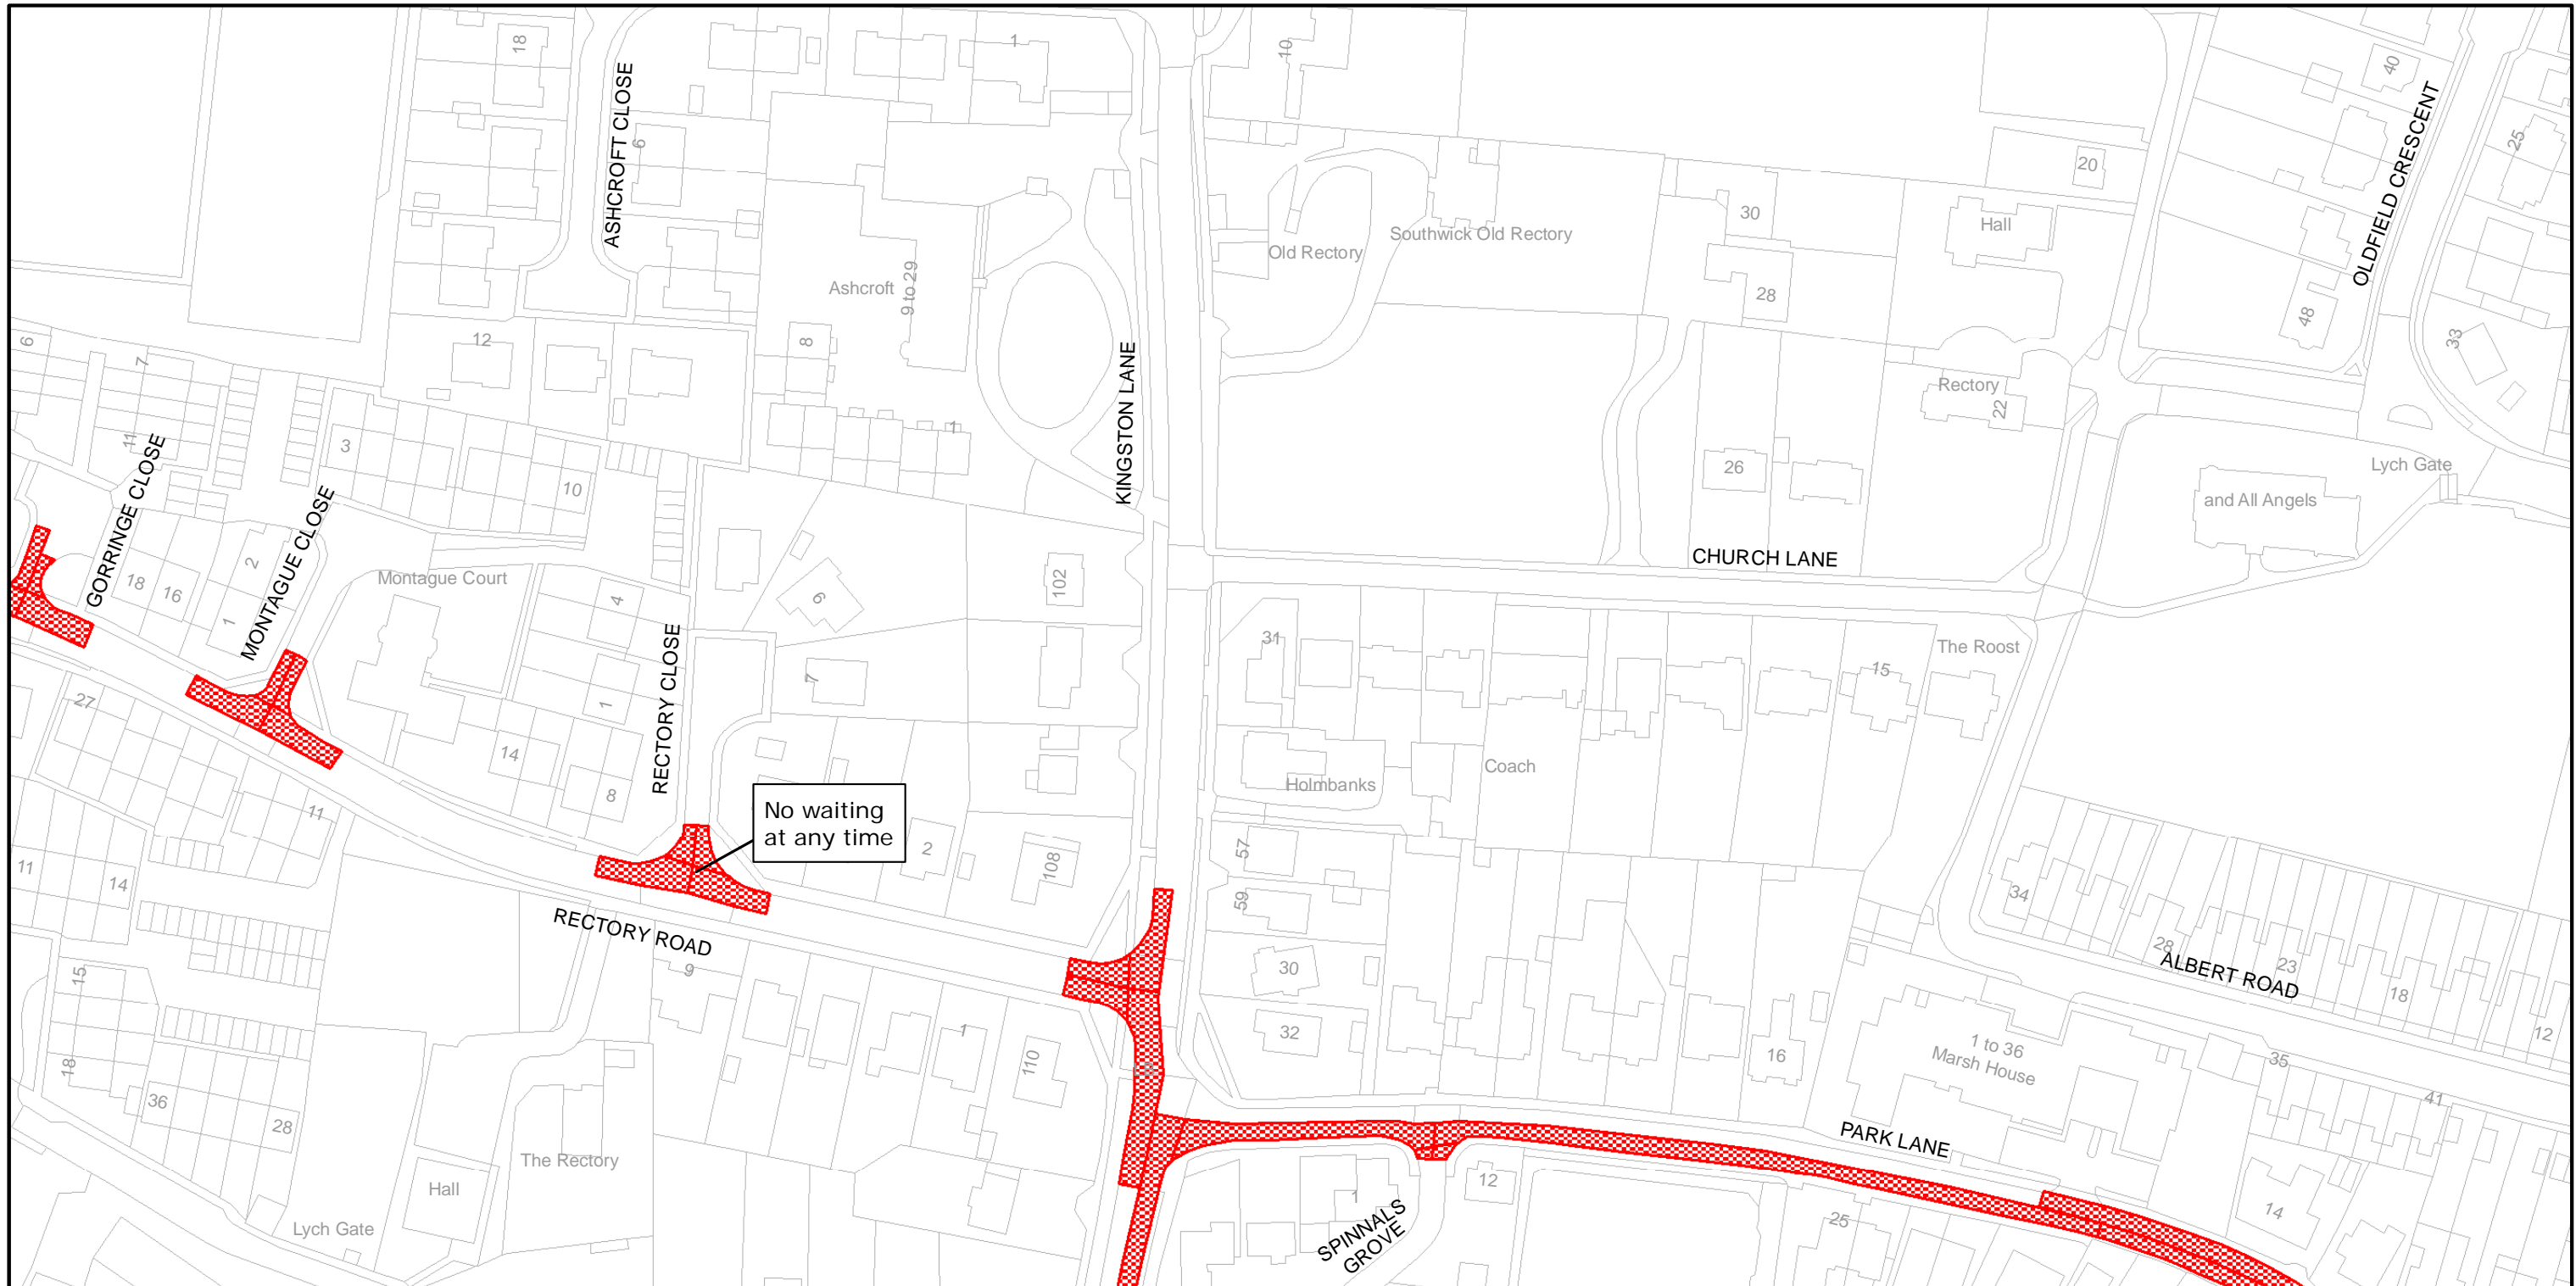 18
ASHCROFT CLOSE
6
1
10
40
OLDFIELD CRESCENT
25
20
30
Hall
Southwick Old Rectory
Old Rectory
28
Ashcroft
9 to 29
48
33
6
7
12
8
KINGSTON LANE
Rectory
22
11
GORRINGE CLOSE
3
10
1
26
Lych Gate
and All Angels
MONTAGUE CLOSE
2
18
16
1
Montague Court
4
6
102
CHURCH LANE
RECTORY CLOSE
31
The Roost
15
7
27
1
14
8
11
Holmbanks
Coach
No waiting
at any time
2
108
57
59
34
11
14
RECTORY ROAD
9
30
28
23
18
12
ALBERT ROAD
15
18
36
28
1
110
32
16
1 to 36
Marsh House
35
41
PARK LANE
The Rectory
Hall
Lych Gate
1
12
SPINNALS
GROVE
25
14